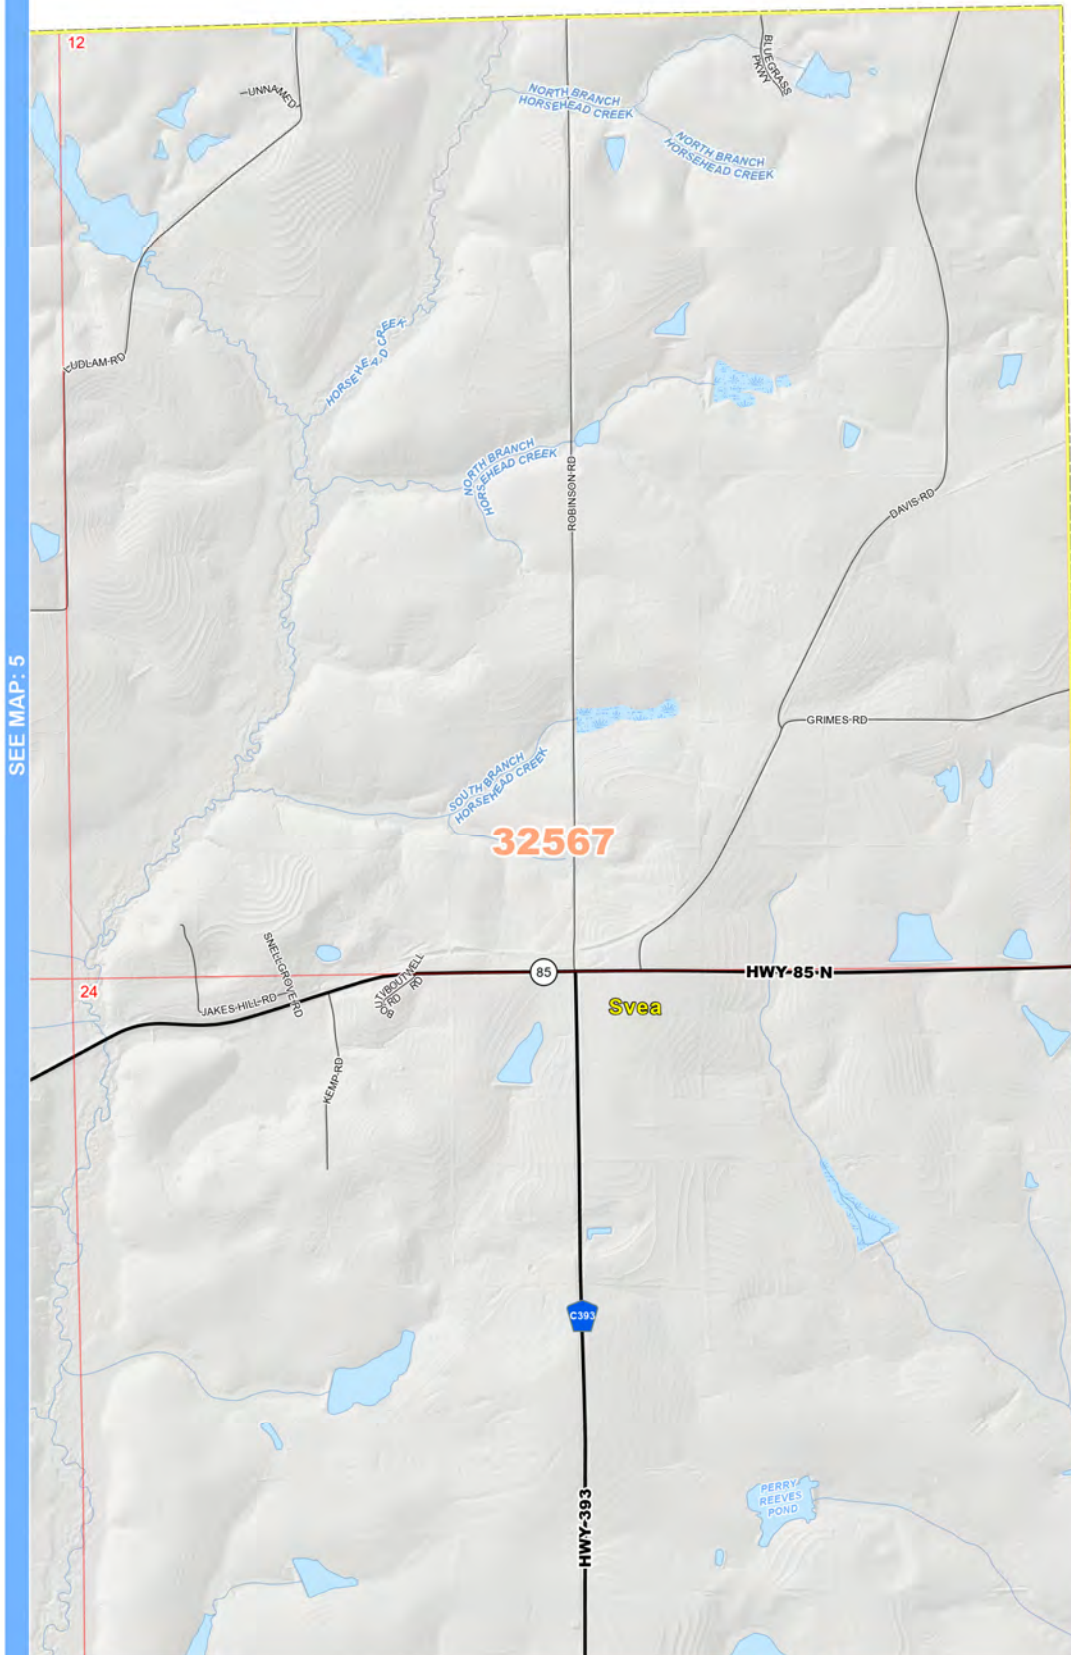 12
UNNAMED
BLUEGRASS
PKWY
NORTH BRANCH
HORSEHEAD CREEK
NORTH BRANCH
HORSEHEAD CREEK
HORSEHEAD CREEK
LUDLAM RD
NORTH BRANCH
HORSEHEAD CREEK
ROBINSON RD
DAVIS RD
SEE MAP: 5
GRIMES RD
SOUTH BRANCH
HORSEHEAD CREEK
32567
SNELLGROVE RD
BOUTWELL
RD
85
HWY-85 N
24
JAKES HILL RD
Svea
KEMP RD
C393
PERRY
REEVES
POND
HWY-393